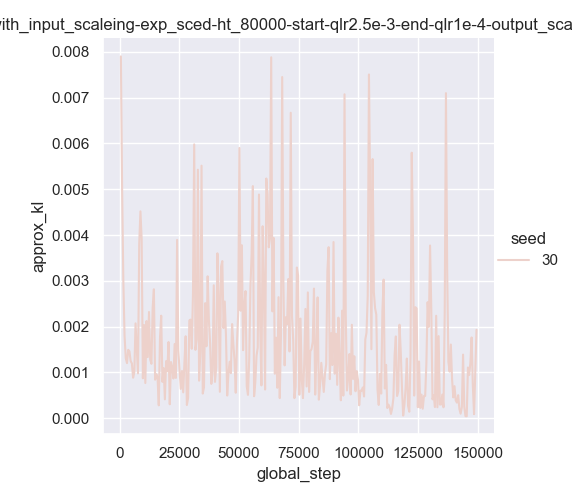 with_input_scaleing-exp_sced-ht_80000-start-qlr2.5e-3-end-qlr1e-4-output_sca
0.008
0.007
0.006
0.005
0.004
0.003
0.002
0.001
0.000
approx_kl
0 25000 50000 75000 100000 125000 150000
global_step
seed
30